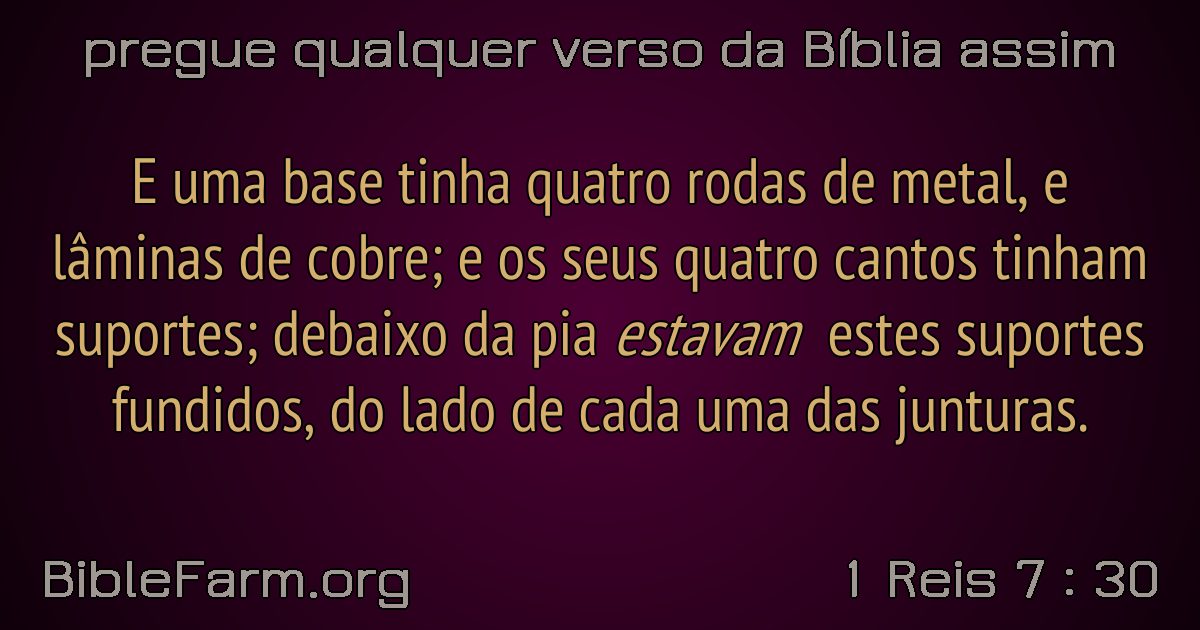 pregue qualquer verso da Bíblia assim
E uma base tinha quatro rodas de metal, e
lâminas de cobre; e os seus quatro cantos tinham
suportes; debaixo da pia estavam estes suportes
fundidos, do lado de cada uma das junturas.
BibleFarm.org
1 Reis 7 : 30